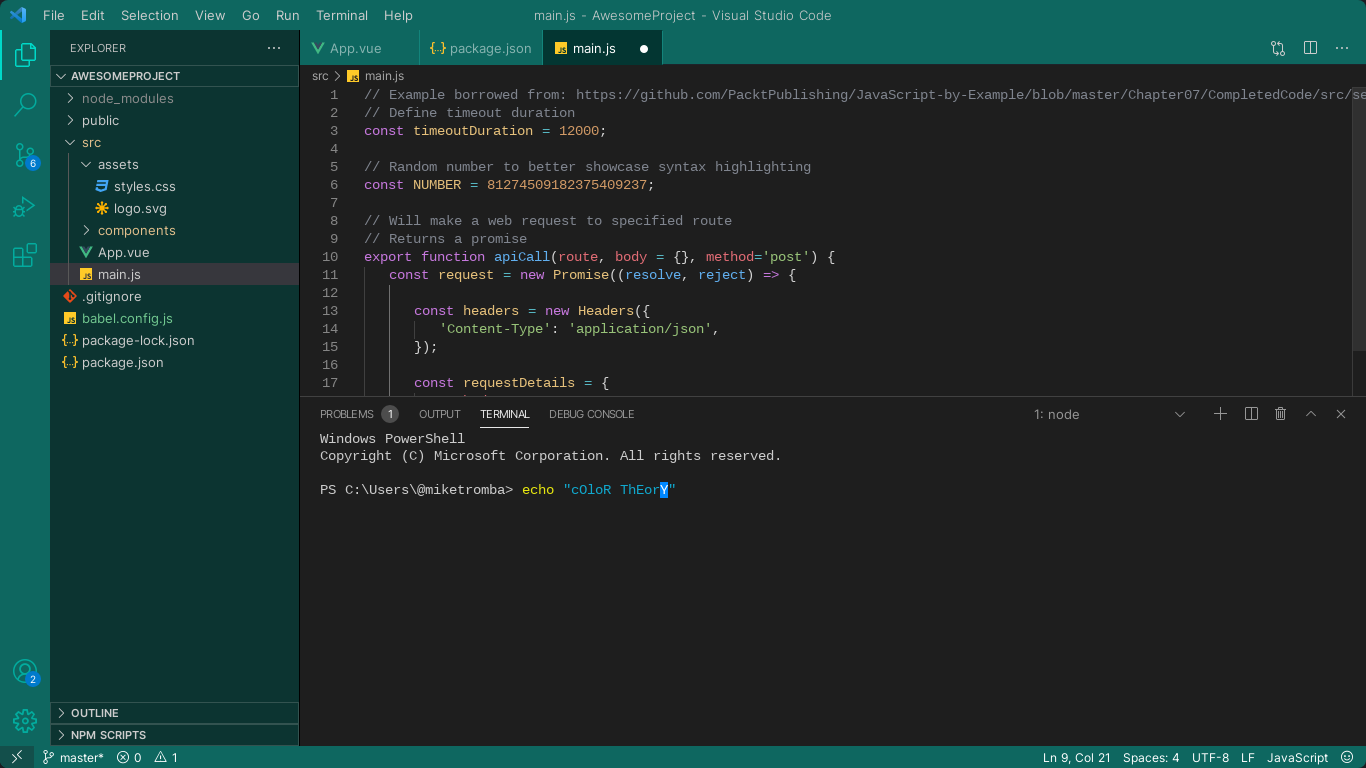 File Edit Selection View Go Run Terminal Help
main.js - AwesomeProject - Visual Studio Code
EXPLORER
App.vue
{..} package.json
JS main.js
AWESOMEPROJECT
node_modules
public
src
assets
styles.css
logo.svg
components
App.vue
JS main.js
.gitignore
JS babel.config.js
{..} package-lock.json
{..} package.json
OUTLINE
NPM SCRIPTS
6
2
src > JS main.js
1 // Example borrowed from: https://github.com/PacktPublishing/JavaScript-by-Example/blob/master/Chapter07/CompletedCode/src/se
2 // Define timeout duration
3 const timeoutDuration = 12000;
4
5 // Random number to better showcase syntax highlighting
6 const NUMBER = 81274509182375409237;
7
8 // Will make a web request to specified route
9 // Returns a promise
10 export function apiCall(route, body = {}, method='post') {
11 const request = new Promise((resolve, reject) => {
12
13 const headers = new Headers({
14 'Content-Type': 'application/json',
15 });
16
17 const requestDetails = {
PROBLEMS 1 OUTPUT TERMINAL DEBUG CONSOLE 1: node
Windows PowerShell
Copyright (C) Microsoft Corporation. All rights reserved.
PS C:\Users\@miketromba> echo "cOloR ThEorY"
master* 0 1 Ln 9, Col 21 Spaces: 4 UTF-8 LF JavaScript